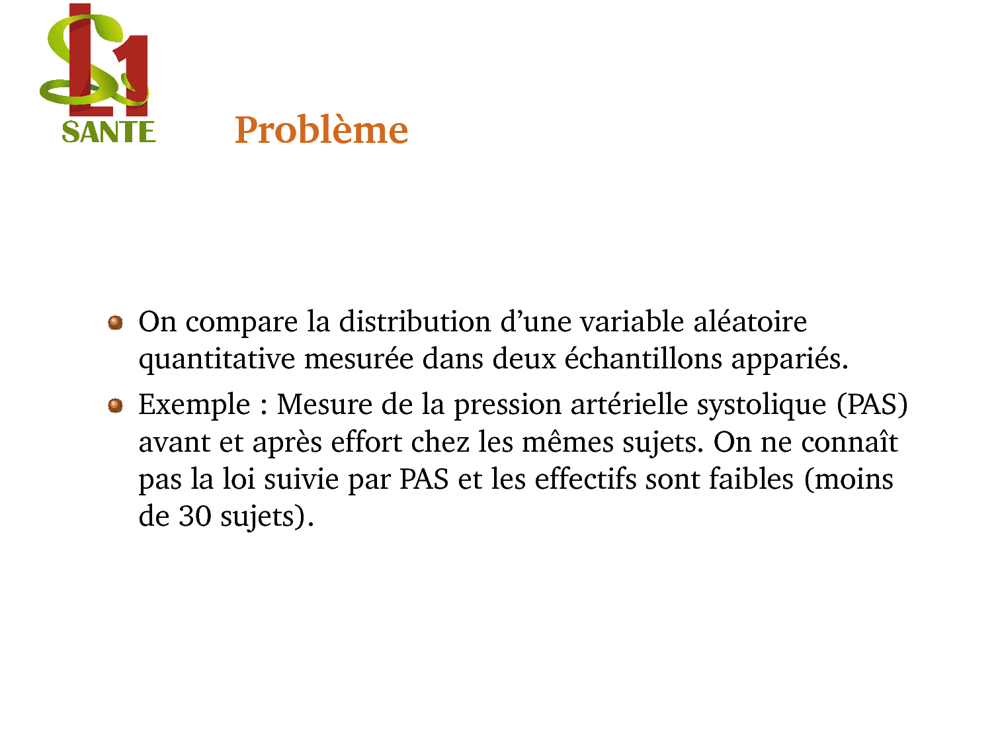 L1
SANTE
Problème
On compare la distribution d’une variable aléatoire
quantitative mesurée dans deux échantillons appariés.
Exemple : Mesure de la pression artérielle systolique (PAS)
avant et après effort chez les mêmes sujets. On ne connaît
pas la loi suivie par PAS et les effectifs sont faibles (moins
de 30 sujets).